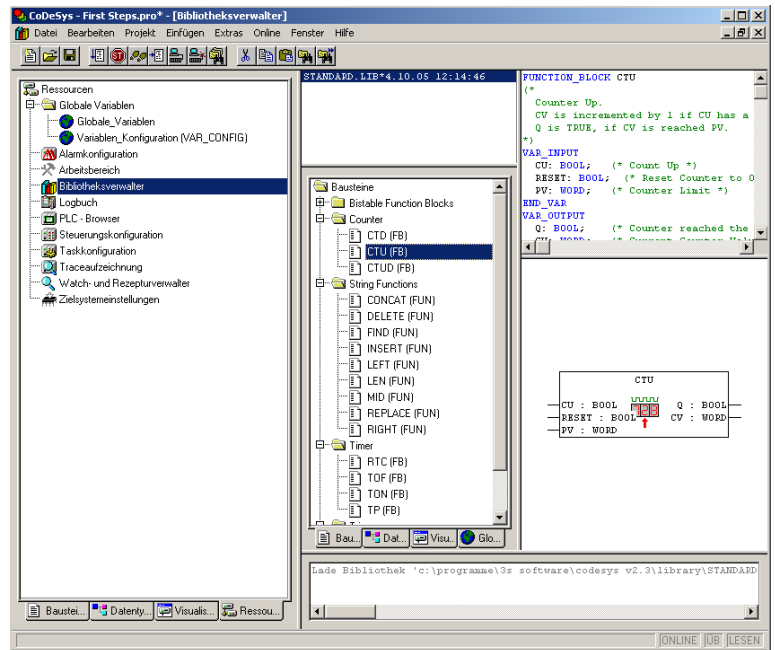 CoDeSys - First Steps.pro* - [Bibliotheksverwalter]
Datei Bearbeiten Projekt Einfügen Extras Online Fenster Hilfe
Ressourcen
Globale Variablen
Globale_Variablen
Variablen_Konfiguration (VAR_CONFIG)
Alarmkonfiguration
Arbeitsbereich
Bibliotheksverwalter
Logbuch
PLC - Browser
Steuerungskonfiguration
Taskkonfiguration
Traceaufzeichnung
Watch- und Rezepturverwalter
Zielsystemeinstellungen
Baustei... Datenty... Visualis... Ressou...
STANDARD.LIB*4.10.05 12:14:46
Bausteine
Bistable Function Blocks
Counter
CTD (FB)
CTU (FB)
CTUD (FB)
String Functions
CONCAT (FUN)
DELETE (FUN)
FIND (FUN)
INSERT (FUN)
LEFT (FUN)
LEN (FUN)
MID (FUN)
REPLACE (FUN)
RIGHT (FUN)
Timer
RTC (FB)
TOF (FB)
TON (FB)
TP (FB)
Bau... Dat... Visu.. Glo...
FUNCTION_BLOCK CTU
(*
Counter Up.
CV is incremented by 1 if CU has a
Q is TRUE, if CV is reached PV.
*)
VAR_INPUT
CU: BOOL; (* Count Up *)
RESET: BOOL; (* Reset Counter to 0
PV: WORD; (* Counter Limit *)
END_VAR
VAR_OUTPUT
Q: BOOL; (* Counter reached the
CTU
CU : BOOL Q : BOOL
RESET : BOOL CV : WORD
PV : WORD
Lade Bibliothek 'c:\programme\3s software\codesys v2.3\library\STANDARD
ONLINE ÜB LESEN